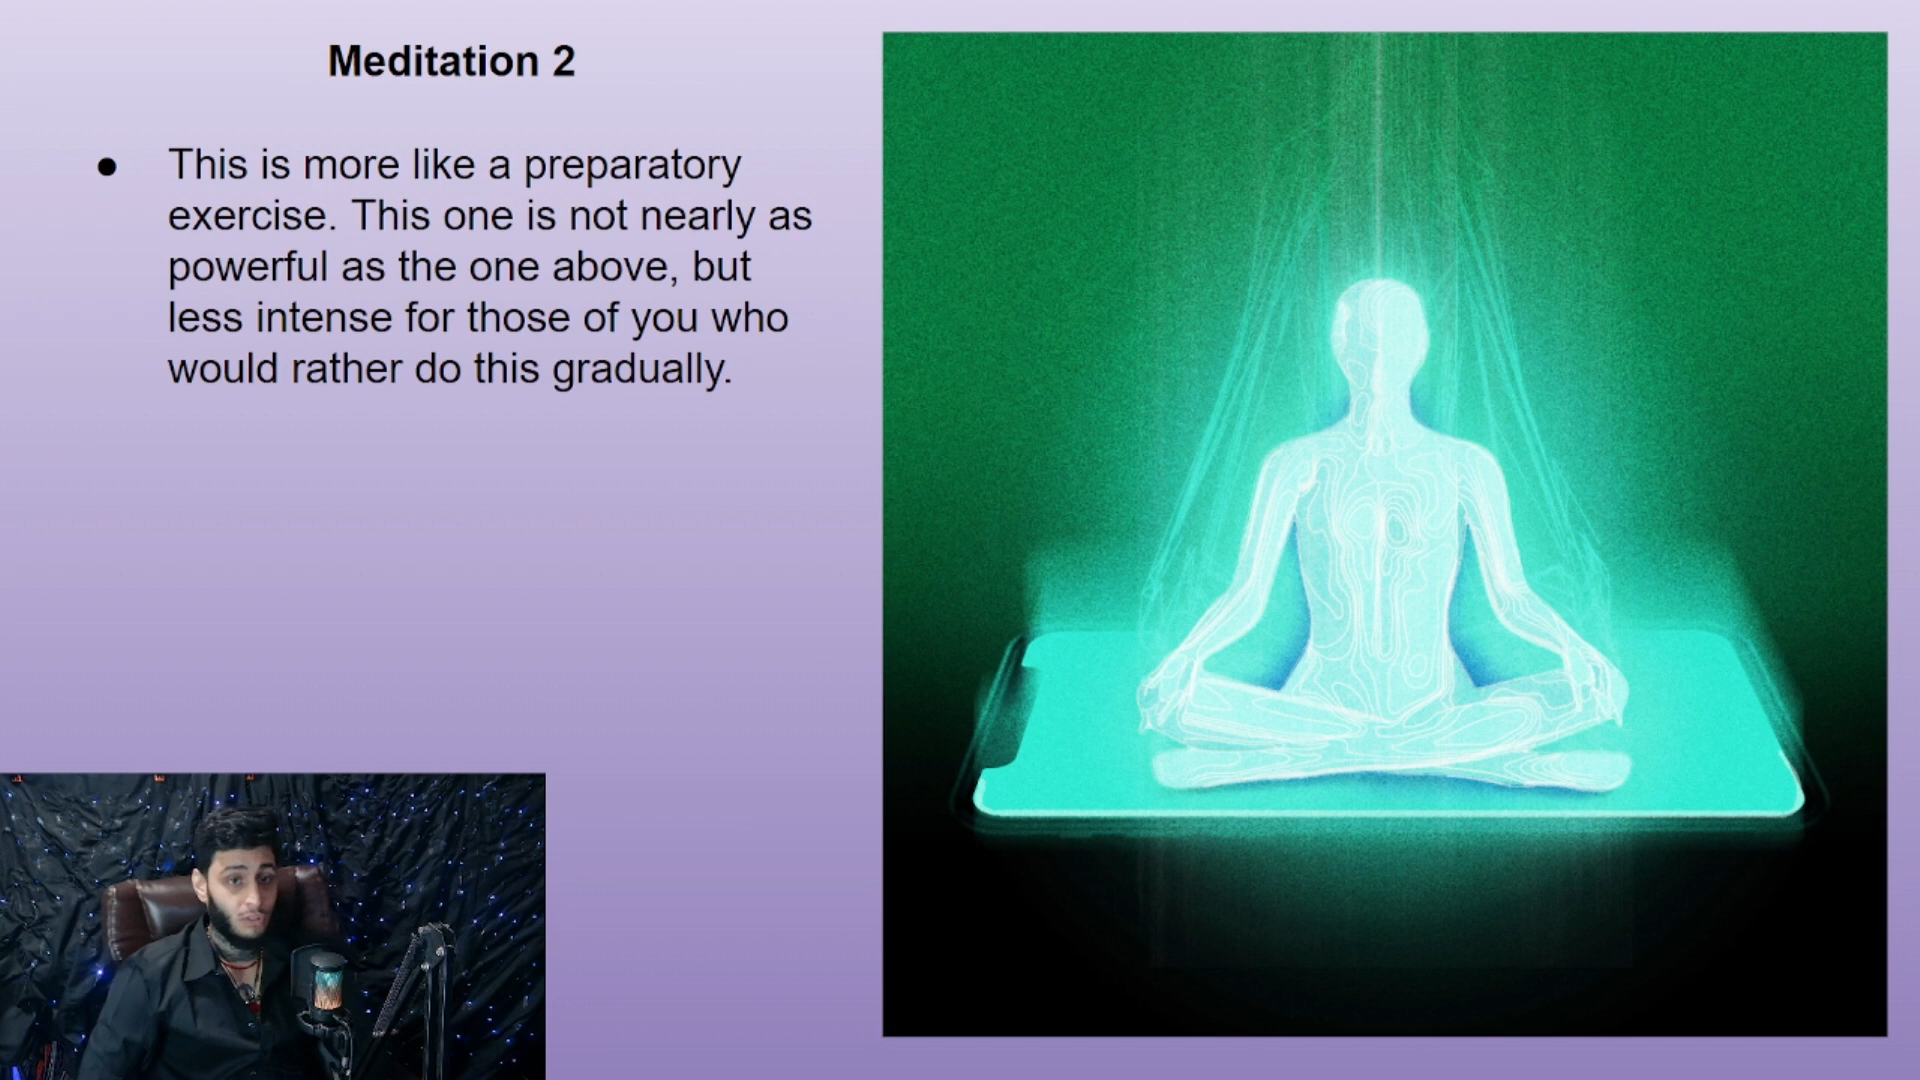 Meditation 2
● This is more like a preparatory
exercise. This one is not nearly as
powerful as the one above, but
less intense for those of you who
would rather do this gradually.